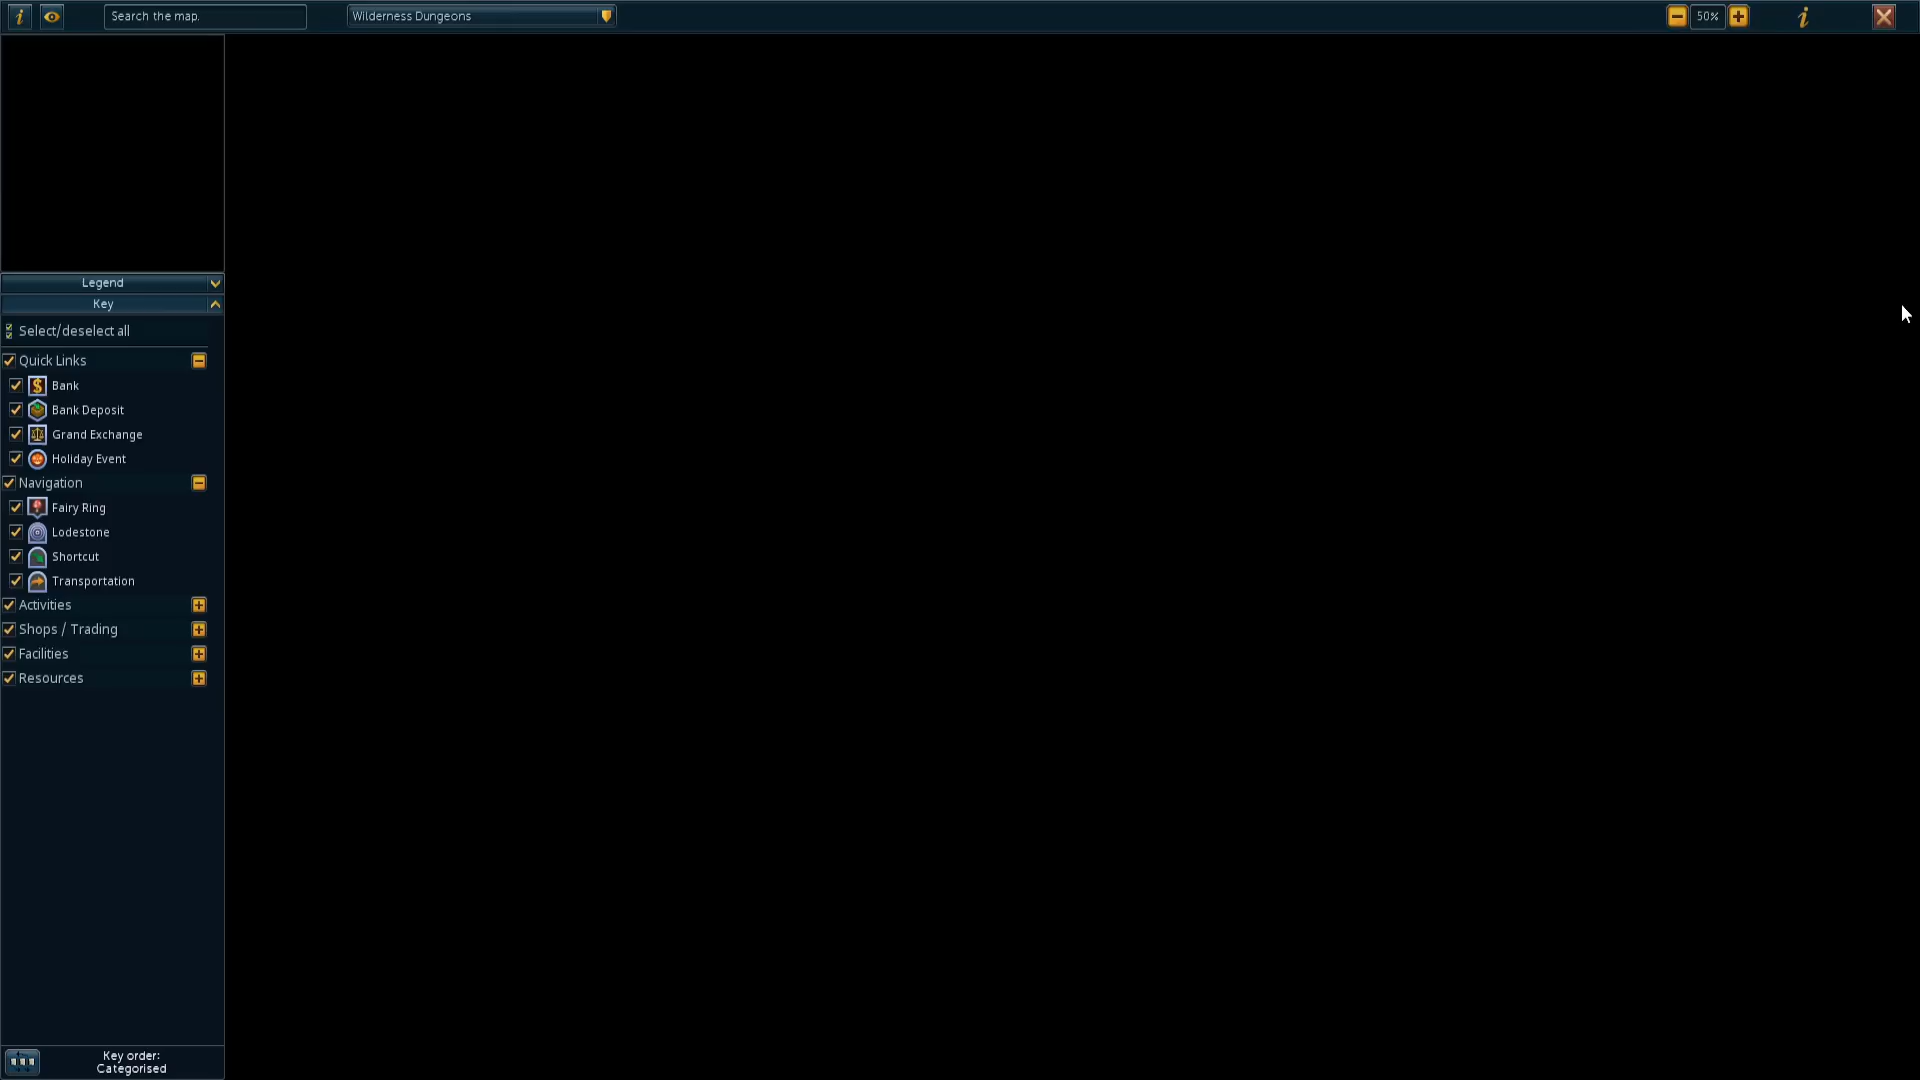 Search the map.
Wilderness Dungeons
50%
Legend
Key
Select/deselect all
Quick Links
Bank
Bank Deposit
Grand Exchange
Holiday Event
Navigation
Fairy Ring
Lodestone
Shortcut
Transportation
Activities
Shops / Trading
Facilities
Resources
Key order:
Categorised